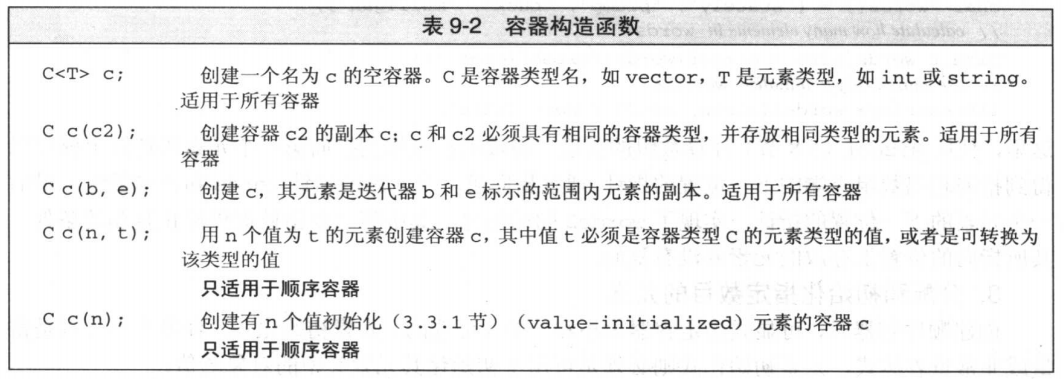 表 9-2 容器构造函数
C<T> c; 创建一个名为 c 的空容器。C 是容器类型名，如 vector，T 是元素类型，如 int 或 string。
适用于所有容器
C c(c2); 创建容器 c2 的副本 c；c 和 c2 必须具有相同的容器类型，并存放相同类型的元素。适用于所有
容器
C c(b, e); 创建 c，其元素是迭代器 b 和 e 标示的范围内元素的副本。适用于所有容器
C c(n, t); 用 n 个值为 t 的元素创建容器 c，其中值 t 必须是容器类型 C 的元素类型的值，或者是可转换为
该类型的值
只适用于顺序容器
C c(n); 创建有 n 个值初始化（3.3.1 节）（value-initialized）元素的容器 c
只适用于顺序容器